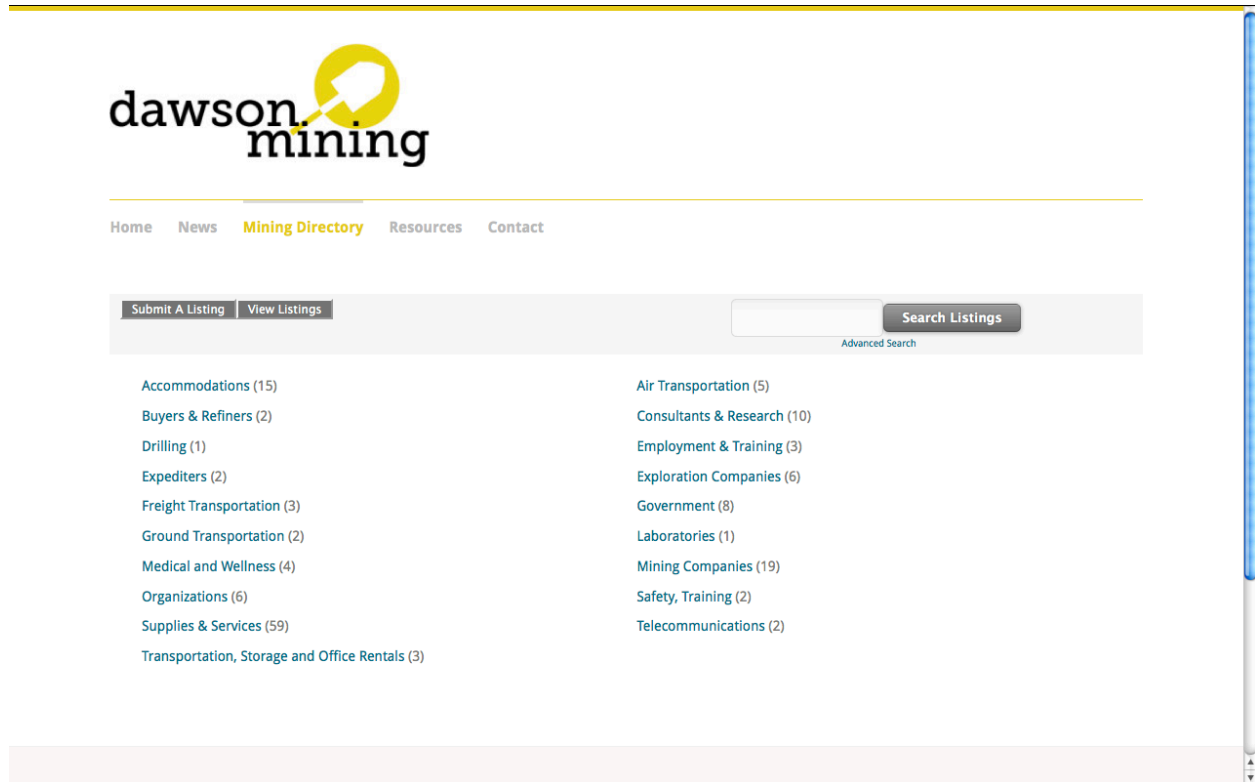 dawson.
mining
Home News Mining Directory Resources Contact
Submit A Listing View Listings Search Listings
Advanced Search
Accommodations (15) Air Transportation (5)
Buyers & Refiners (2) Consultants & Research (10)
Drilling (1) Employment & Training (3)
Expediters (2) Exploration Companies (6)
Freight Transportation (3) Government (8)
Ground Transportation (2) Laboratories (1)
Medical and Wellness (4) Mining Companies (19)
Organizations (6) Safety, Training (2)
Supplies & Services (59) Telecommunications (2)
Transportation, Storage and Office Rentals (3)